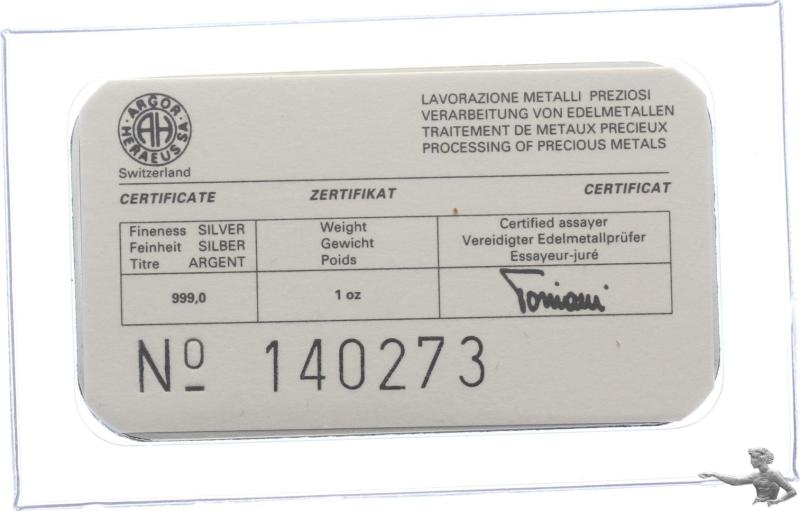 ARGOR HERAEUS SA
AH
Switzerland
LAVORAZIONE METALLI PREZIOSI
VERARBEITUNG VON EDELMETALLEN
TRAITEMENT DE METAUX PRECIEUX
PROCESSING OF PRECIOUS METALS
CERTIFICATE ZERTIFIKAT CERTIFICAT
Fineness SILVER
Feinheit SILBER
Titre ARGENT
Weight
Gewicht
Poids
Certified assayer
Vereidigter Edelmetallprüfer
Essayeur-juré
999,0
1 oz
Toniani
Nº 140273